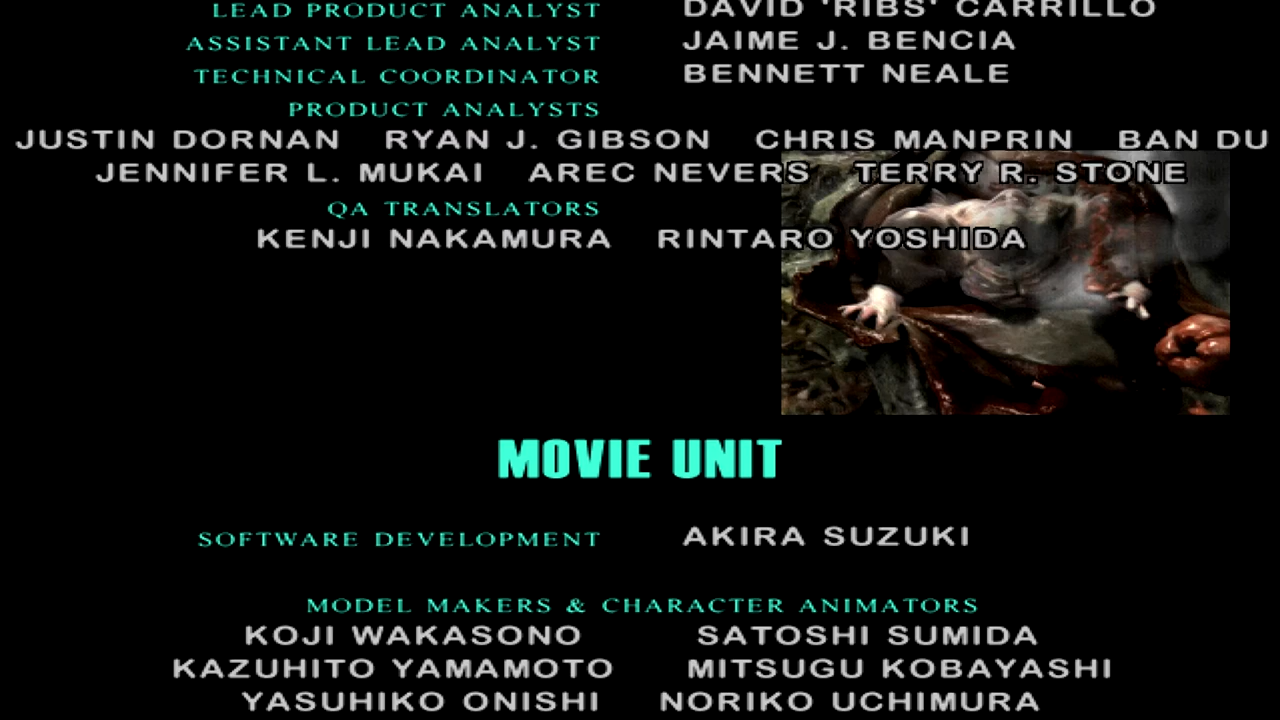 LEAD PRODUCT ANALYST DAVID 'RIBS' CARRILLO
ASSISTANT LEAD ANALYST JAIME J. BENCIA
TECHNICAL COORDINATOR BENNETT NEALE
PRODUCT ANALYSTS
JUSTIN DORNAN RYAN J. GIBSON CHRIS MANPRIN BAN DU
JENNIFER L. MUKAI AREC NEVERS TERRY R. STONE
QA TRANSLATORS
KENJI NAKAMURA RINTARO YOSHIDA
MOVIE UNIT
SOFTWARE DEVELOPMENT AKIRA SUZUKI
MODEL MAKERS & CHARACTER ANIMATORS
KOJI WAKASONO SATOSHI SUMIDA
KAZUHITO YAMAMOTO MITSUGU KOBAYASHI
YASUHIKO ONISHI NORIKO UCHIMURA